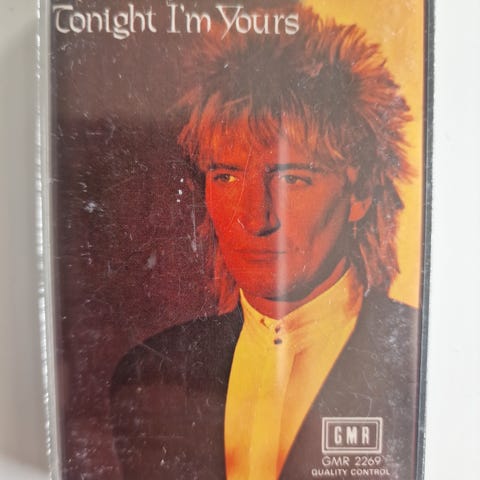 Tonight I'm Yours
GMR
GMR 2269
QUALITY CONTROL